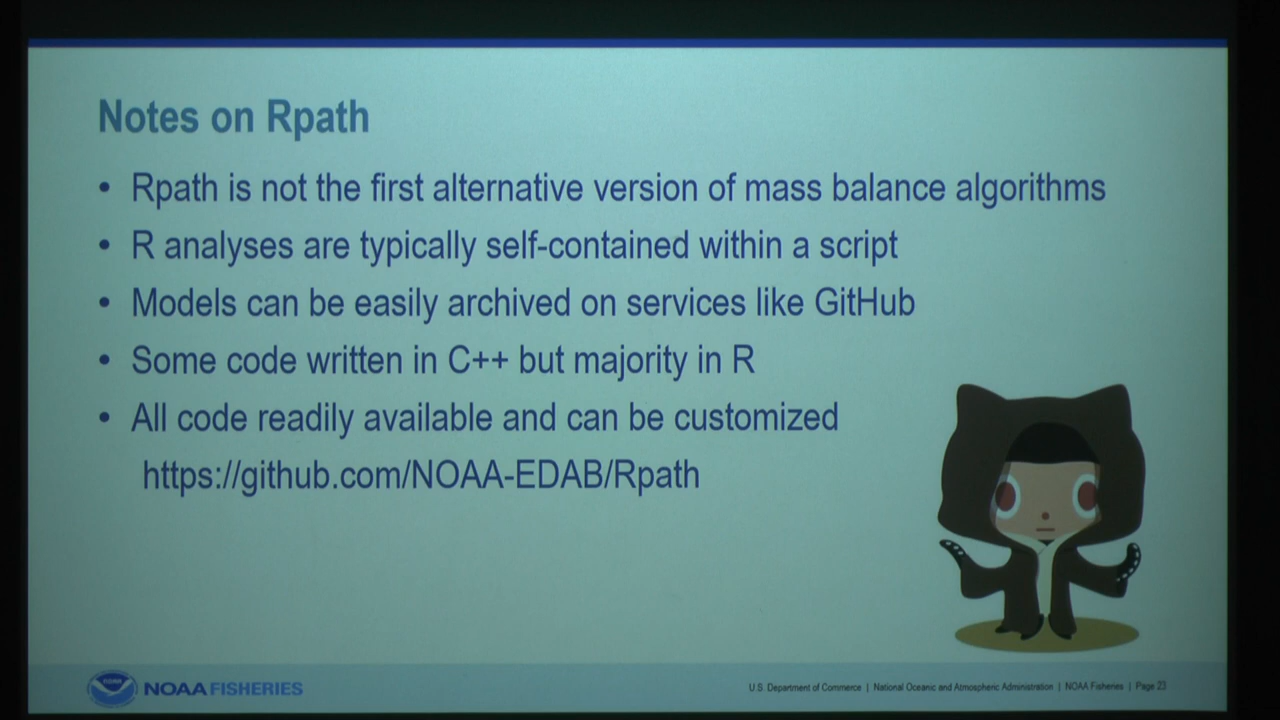 Notes on Rpath
• Rpath is not the first alternative version of mass balance algorithms
• R analyses are typically self-contained within a script
• Models can be easily archived on services like GitHub
• Some code written in C++ but majority in R
• All code readily available and can be customized
https://github.com/NOAA-EDAB/Rpath
NOAA FISHERIES
U.S. Department of Commerce | National Oceanic and Atmospheric Administration | NOAA Fisheries | Page 23